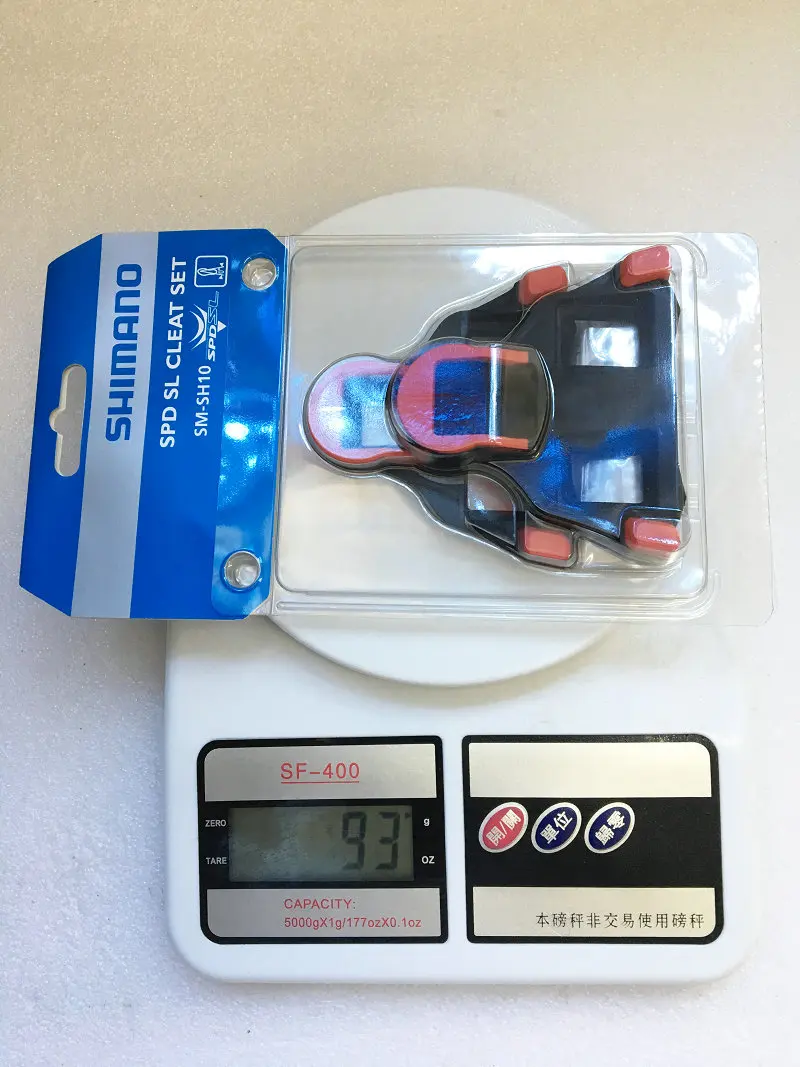 SHIMANO
SPD SL CLEAT SET
SM-SH10
SPD-SL
SF-400
ZERO
TARE
93
g
OZ
CAPACITY:
5000gX1g/177ozX0.1oz
開/關
單位
歸零
本磅秤非交易使用磅秤